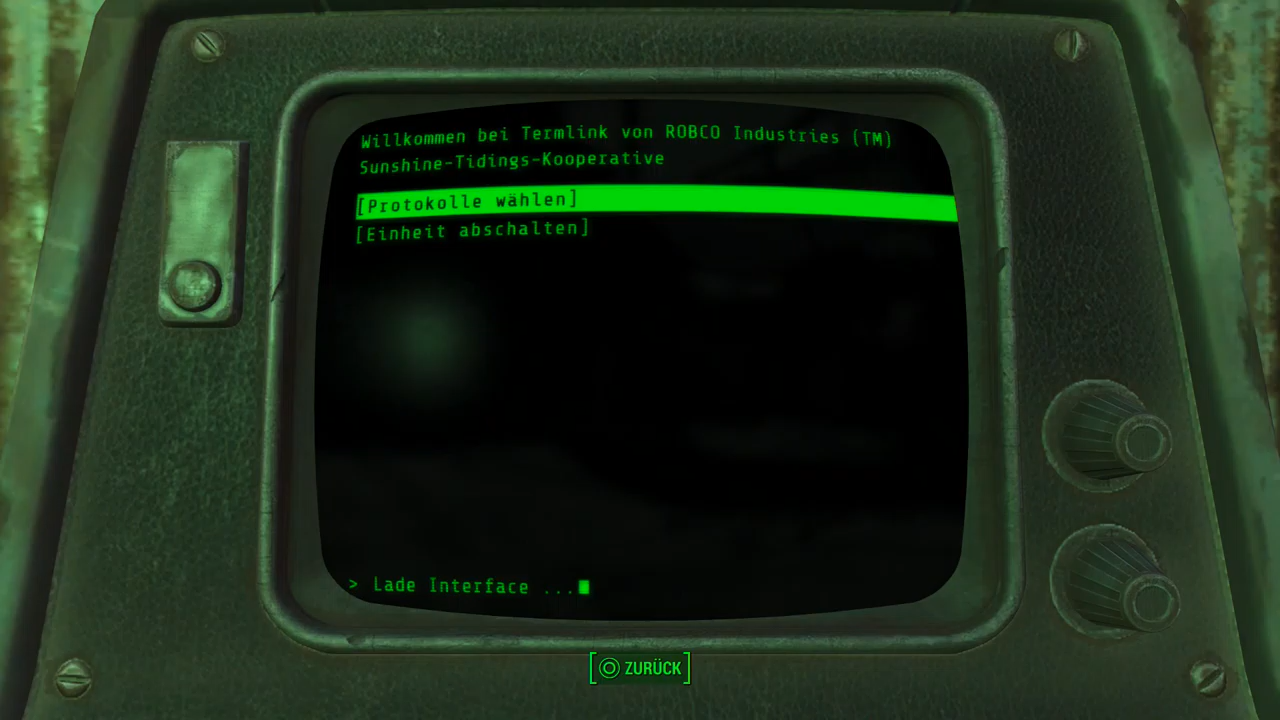 Willkommen bei Termlink von ROBCO Industries (TM)
Sunshine-Tidings-Kooperative
[Protokolle wählen]
[Einheit abschalten]
> Lade Interface ...
ZURÜCK